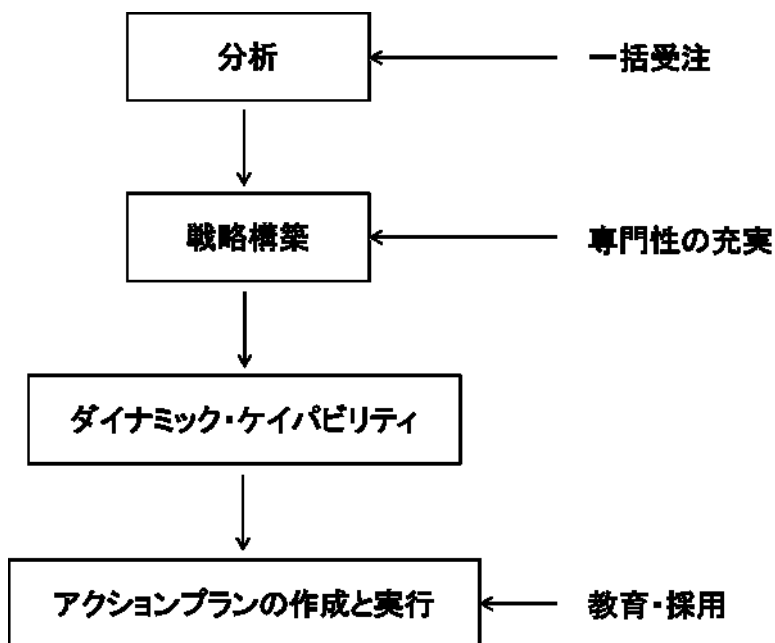 分析
一括受注
戦略構築
専門性の充実
ダイナミック・ケイパビリティ
アクションプランの作成と実行
教育・採用